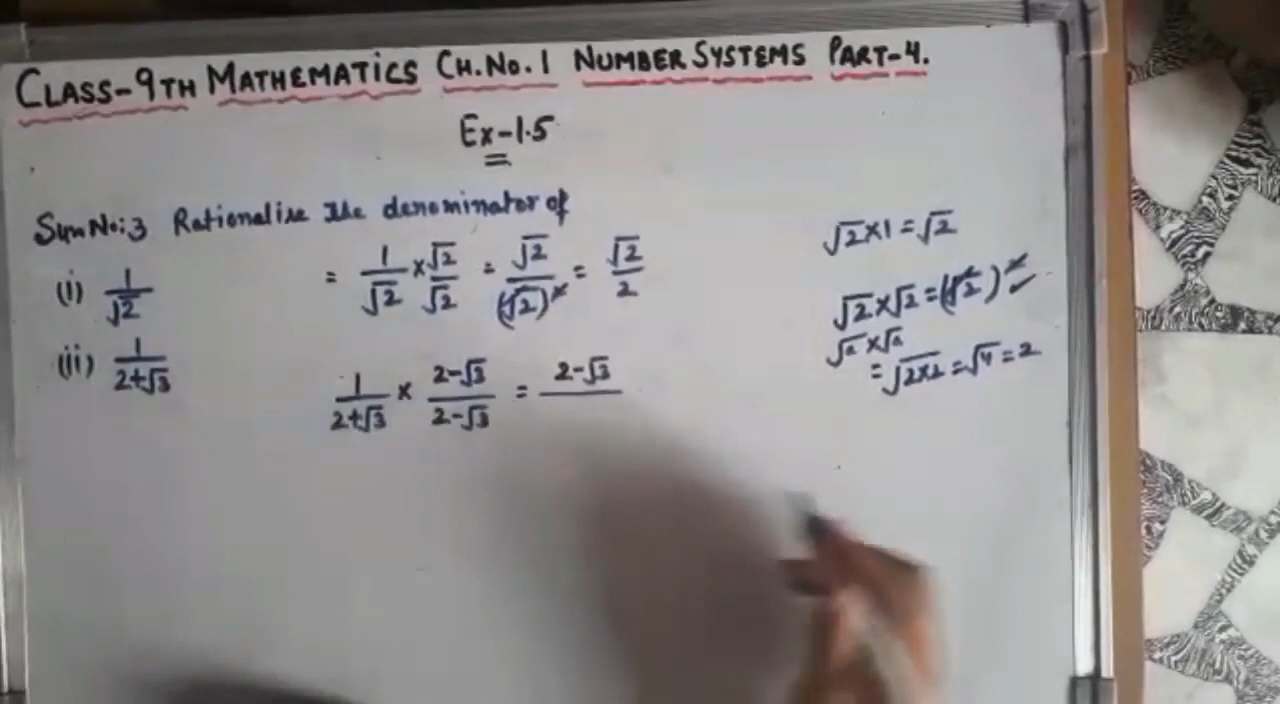 CLASS-9TH MATHEMATICS CH.NO.1 NUMBER SYSTEMS PART-4.
Ex-1.5
Sum No:3 Rationalise the denominator of
(i) 1/√2 = 1/√2 × √2/√2 = √2/(√2)² = √2/2
(ii) 1/2+√3
1/2+√3 × 2-√3/2-√3 = 2-√3/
√2×1=√2
√2×√2=(√2)²
√a×√a
=√2×2=√4=2